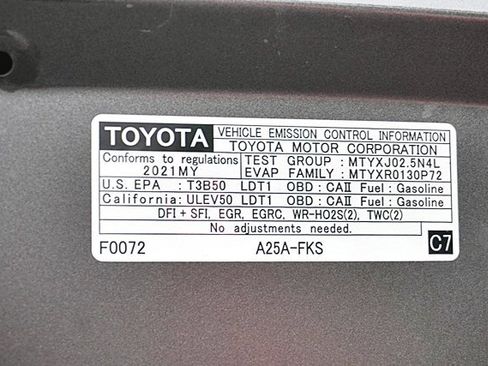 TOYOTA VEHICLE EMISSION CONTROL INFORMATION
TOYOTA MOTOR CORPORATION
Conforms to regulations TEST GROUP : MTYXJ02.5N4L
2021MY EVAP FAMILY : MTYXR0130P72
U.S. EPA : T3B50 LDT1 OBD : CAII Fuel : Gasoline
California: ULEV50 LDT1 OBD : CAII Fuel : Gasoline
DFI + SFI, EGR, EGRC, WR-HO2S(2), TWC(2)
No adjustments needed.
F0072 A25A-FKS C7